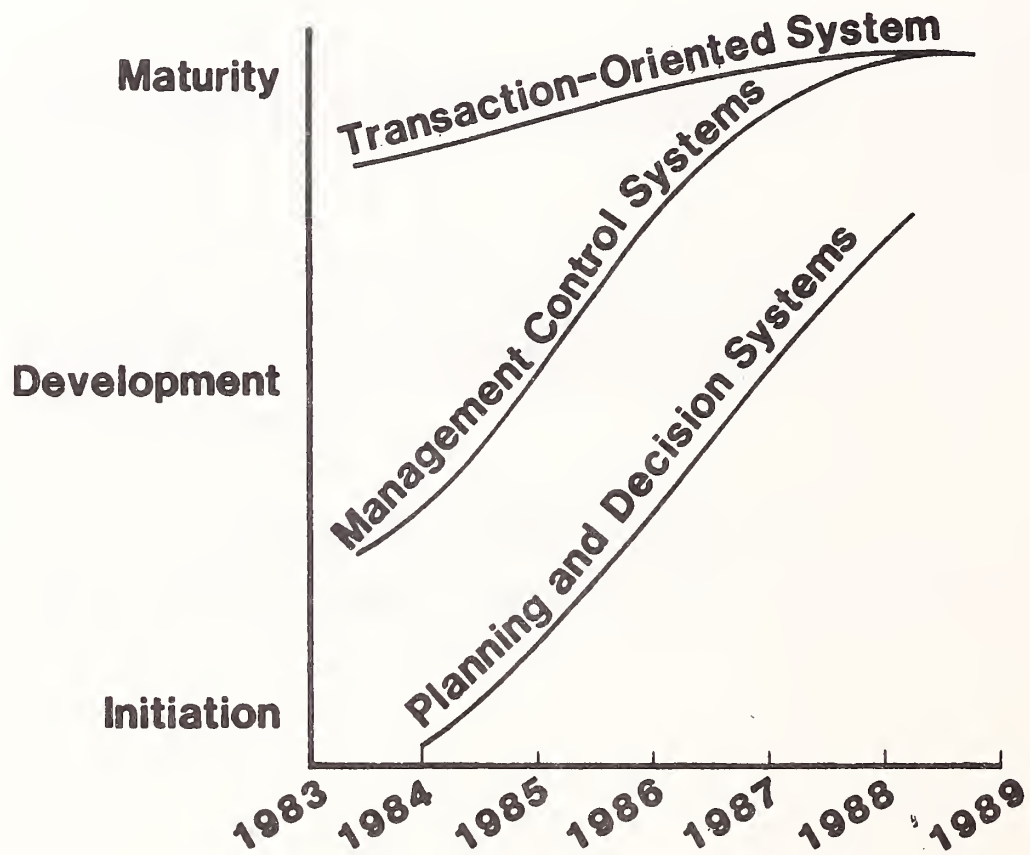 Maturity
Development
Initiation
Transaction-Oriented System
Management Control Systems
Planning and Decision Systems
1983
1984
1985
1986
1987
1988
1989